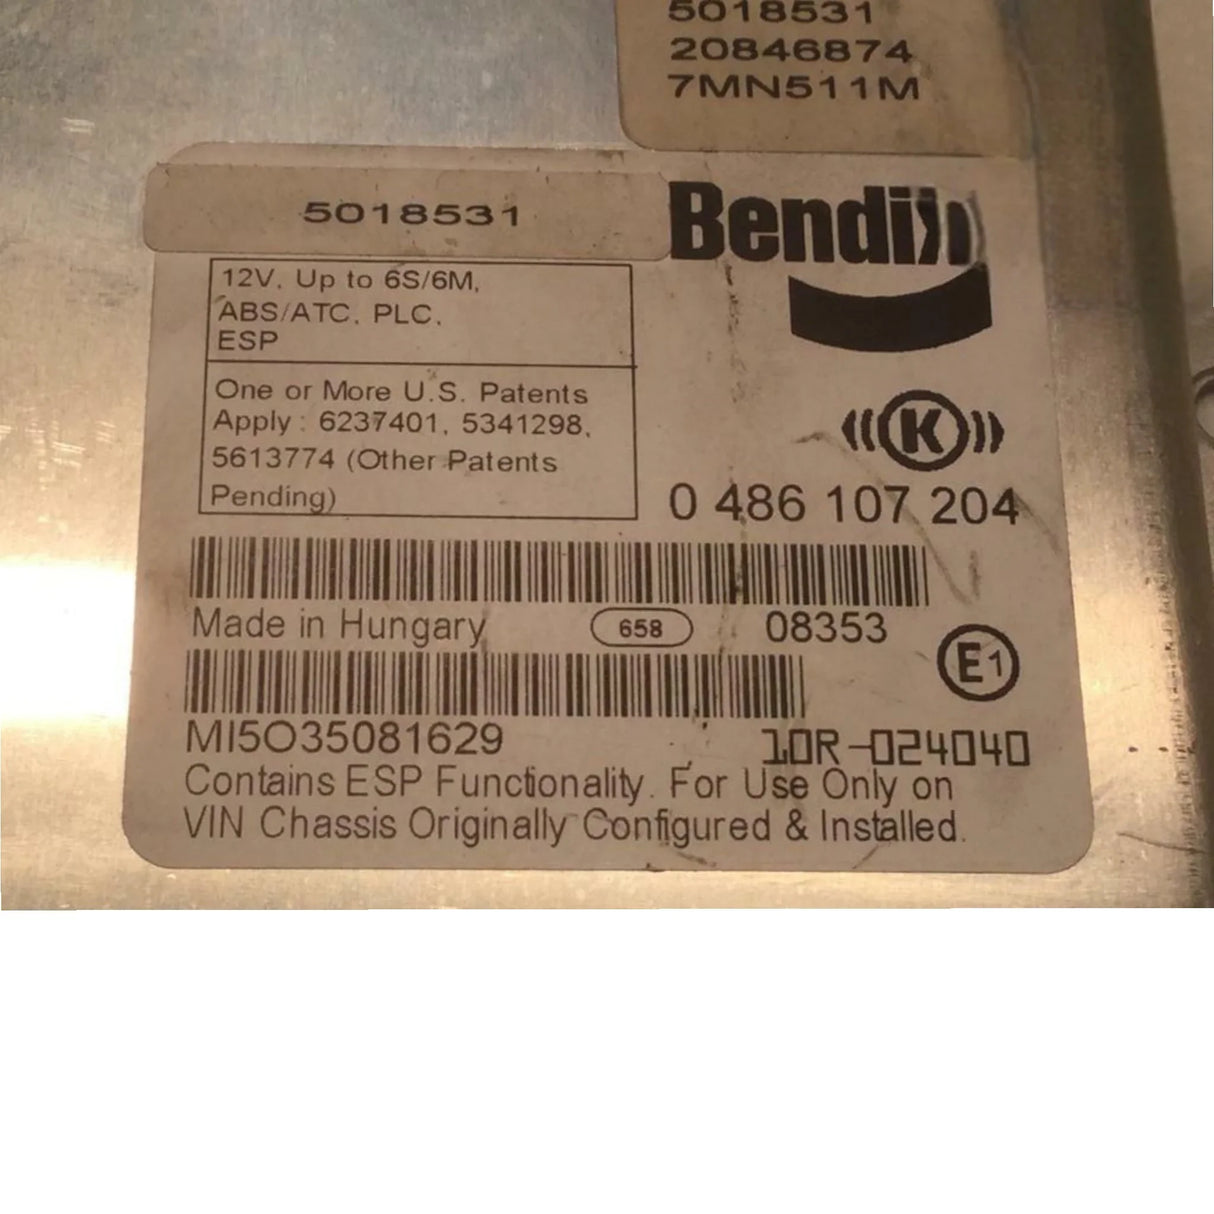 5018531
20846874
7MN511M
5018531
Bendix
12V, Up to 6S/6M,
ABS/ATC, PLC,
ESP
One or More U.S. Patents
Apply : 6237401, 5341298,
5613774 (Other Patents
Pending)
K
0 486 107 204
Made in Hungary 658 08353
E1
MI5O35081629 10R-024040
Contains ESP Functionality. For Use Only on
VIN Chassis Originally Configured & Installed.